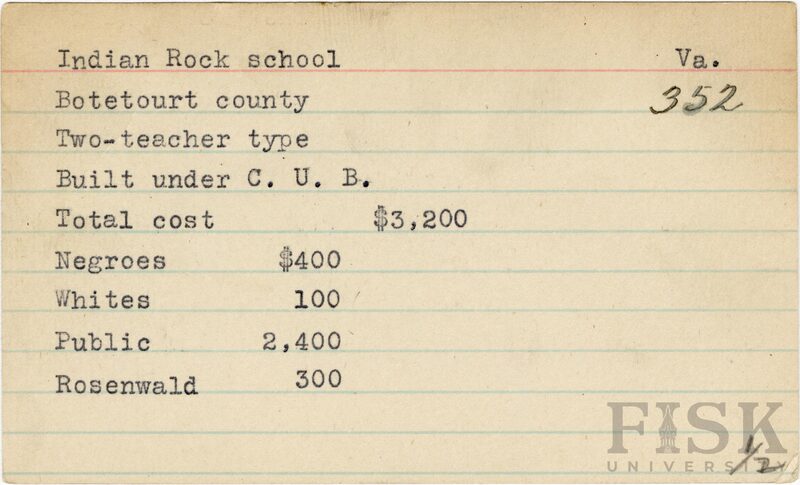 Indian Rock school Va.
Botetourt county 352
Two-teacher type
Built under C. U. B.
Total cost $3,200
Negroes $400
Whites 100
Public 2,400
Rosenwald 300
FISK
UNIVERSITY
1/2